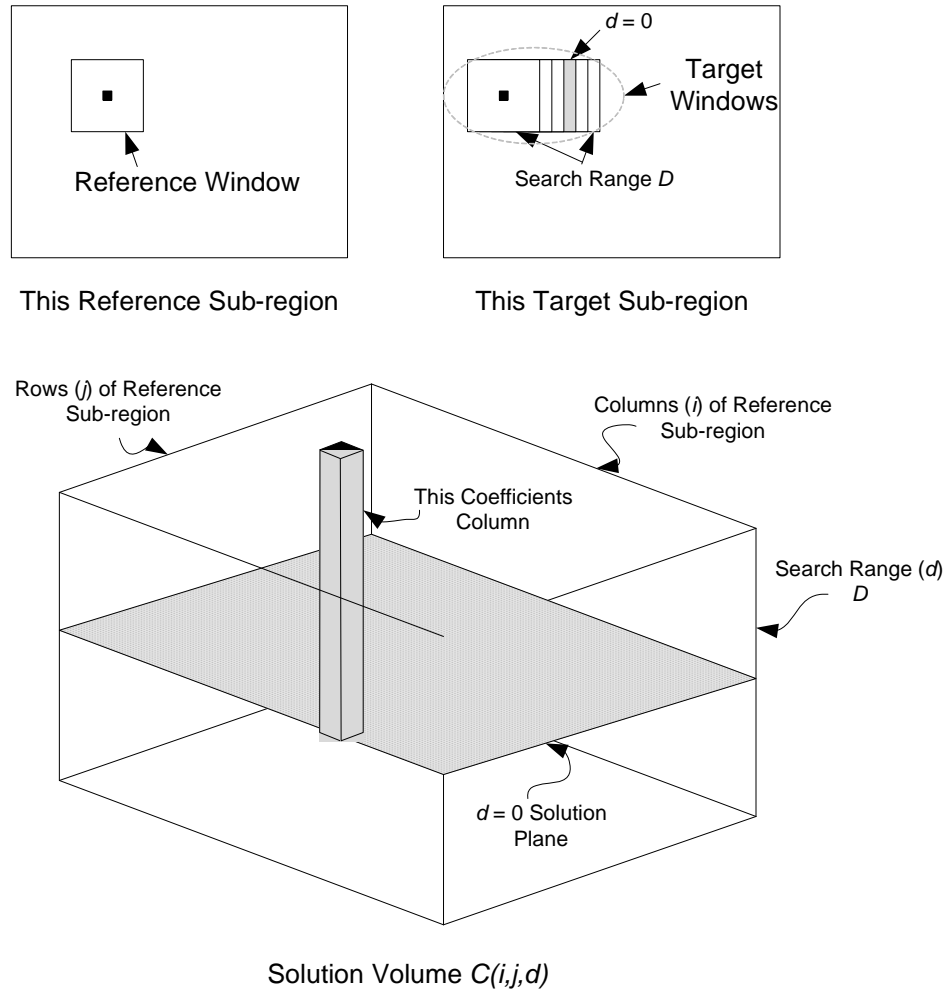 d = 0
Target
Windows
Reference Window
Search Range D
This Reference Sub-region
This Target Sub-region
Rows (j) of Reference
Sub-region
Columns (i) of Reference
Sub-region
This Coefficients
Column
Search Range (d)
D
d = 0 Solution
Plane
Solution Volume C(i,j,d)